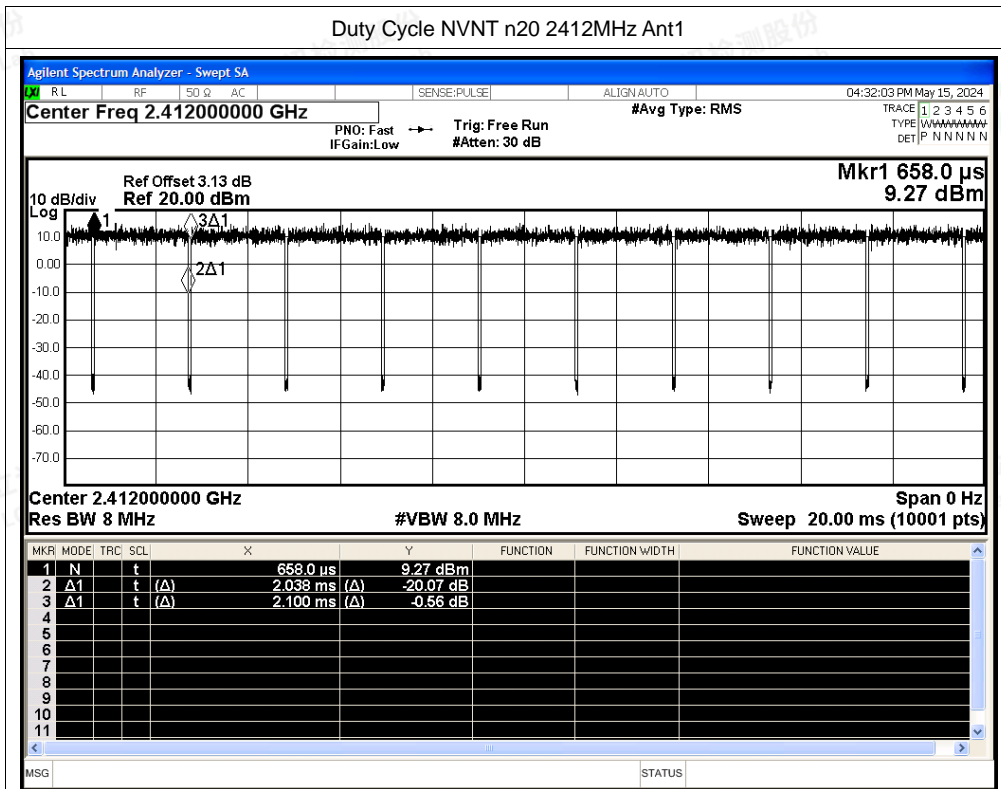 Duty Cycle NVNT n20 2412MHz Ant1
Agilent Spectrum Analyzer - Swept SA
LXI RL RF 50 Ω AC SENSE:PULSE ALIGN AUTO 04:32:03 PM May 15, 2024
Center Freq 2.412000000 GHz #Avg Type: RMS TRACE 1 2 3 4 5 6
PNO: Fast Trig: Free Run TYPE WWWWWW
IFGain:Low #Atten: 30 dB DET P N N N N N
Mkr1 658.0 µs
Ref Offset 3.13 dB
10 dB/div Ref 20.00 dBm 9.27 dBm
Log
1 3Δ1
10.0
0.00
2Δ1
-10.0
-20.0
-30.0
-40.0
-50.0
-60.0
-70.0
Center 2.412000000 GHz Span 0 Hz
Res BW 8 MHz #VBW 8.0 MHz Sweep 20.00 ms (10001 pts)
MKR MODE TRC SCL X Y FUNCTION FUNCTION WIDTH FUNCTION VALUE
1 N t 658.0 µs 9.27 dBm
2 Δ1 t (Δ) 2.038 ms (Δ) -20.07 dB
3 Δ1 t (Δ) 2.100 ms (Δ) -0.56 dB
4
5
6
7
8
9
10
11
MSG STATUS